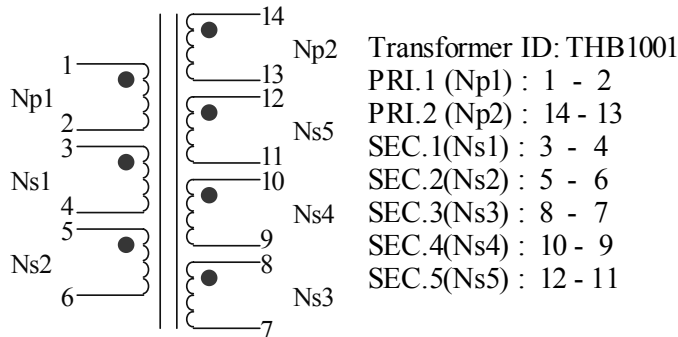 1
Np1
2
3
Ns1
4
5
Ns2
6
14
Np2
13
12
Ns5
11
10
Ns4
9
8
Ns3
7
Transformer ID: THB1001
PRI.1 (Np1) : 1 - 2
PRI.2 (Np2) : 14 - 13
SEC.1(Ns1) : 3 - 4
SEC.2(Ns2) : 5 - 6
SEC.3(Ns3) : 8 - 7
SEC.4(Ns4) : 10 - 9
SEC.5(Ns5) : 12 - 11